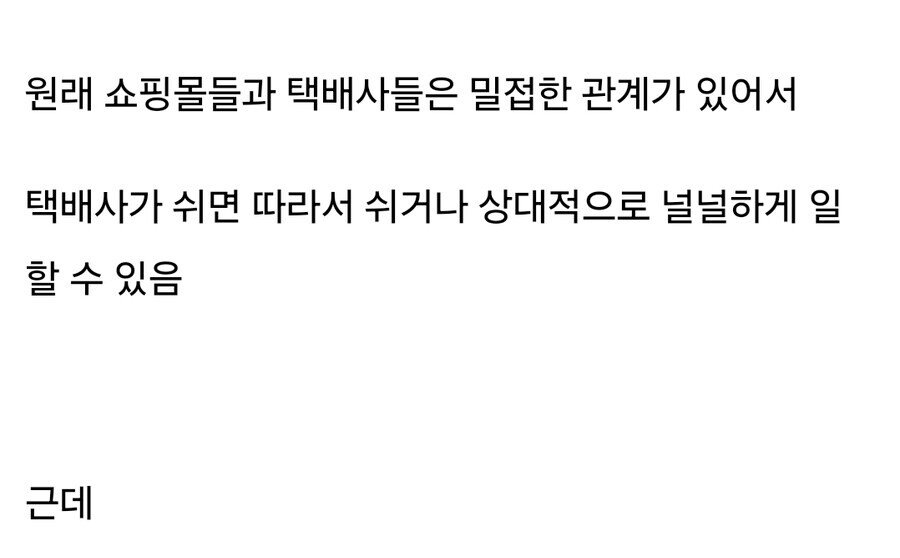 원래 쇼핑몰들과 택배사들은 밀접한 관계가 있어서
택배사가 쉬면 따라서 쉬거나 상대적으로 널널하게 일
할 수 있음
근데